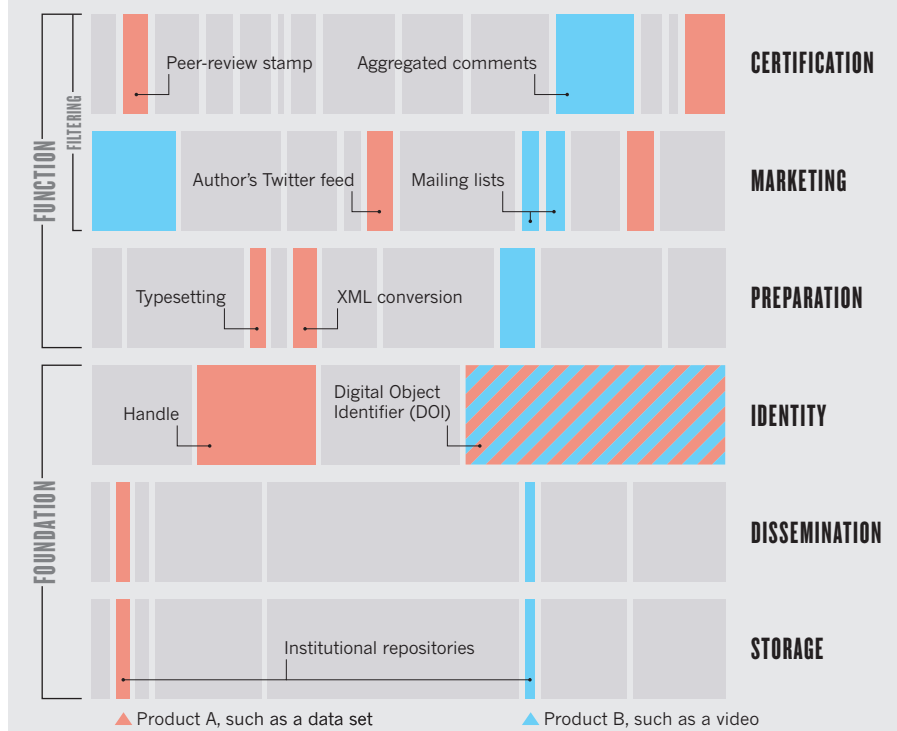 CERTIFICATION
Peer-review stamp
Aggregated comments
FILTERING
FUNCTION
MARKETING
Author's Twitter feed
Mailing lists
PREPARATION
Typesetting
XML conversion
IDENTITY
Handle
Digital Object
Identifier (DOI)
FOUNDATION
DISSEMINATION
STORAGE
Institutional repositories
Product A, such as a data set
Product B, such as a video